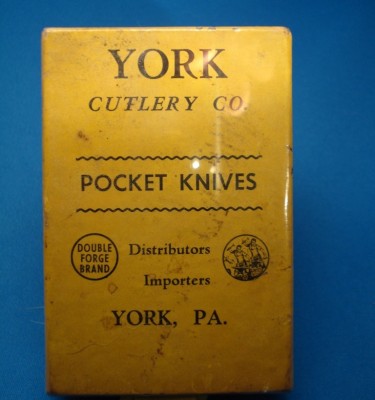 YORK
CUTLERY CO.
POCKET KNIVES
DOUBLE
FORGE
BRAND
Distributors
Importers
YORK, PA.